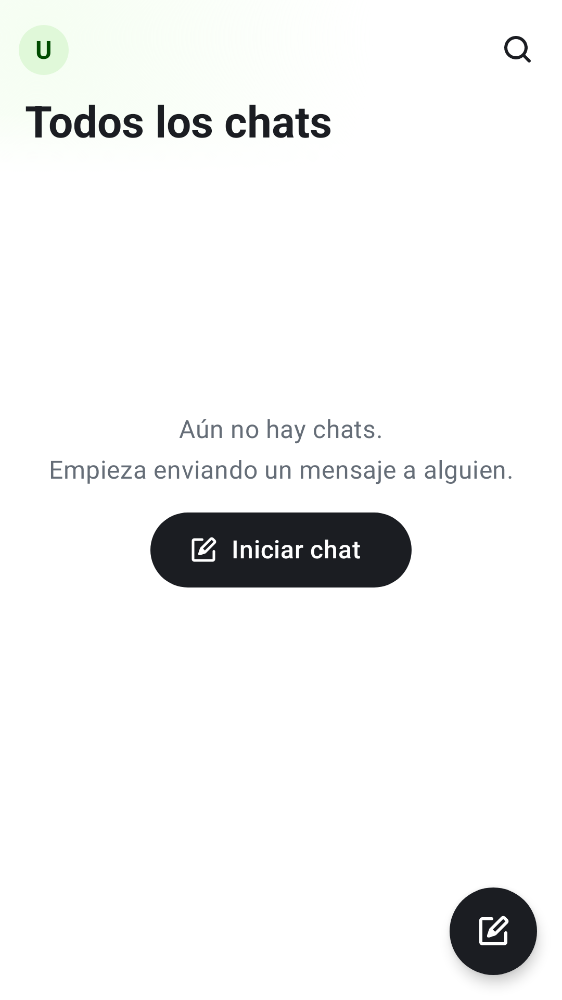 U
Todos los chats
Aún no hay chats.
Empieza enviando un mensaje a alguien.
Iniciar chat